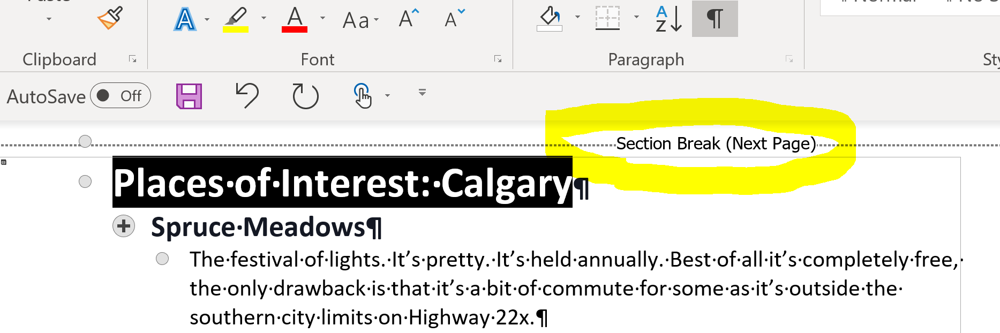 Clipboard
Font
Paragraph
AutoSave Off
Section Break (Next Page)
Places·of·Interest:·Calgary¶
Spruce·Meadows¶
The·festival·of·lights.·It’s·pretty.·It’s·held·annually.·Best·of·all·it’s·completely·free,·
the·only·drawback·is·that·it’s·a·bit·of·commute·for·some·as·it’s·outside·the·
southern·city·limits·on·Highway·22x.¶